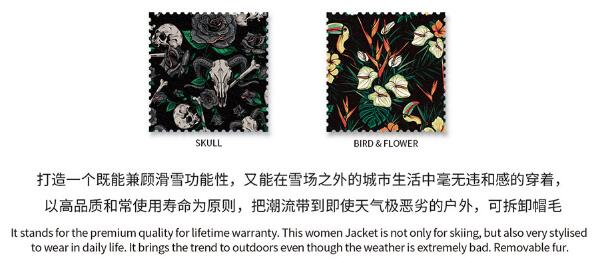 SKULL
BIRD & FLOWER
打造一个既能兼顾滑雪功能性，又能在雪场之外的城市生活中毫无违和感的穿着，
以高品质和常使用寿命为原则，把潮流带到即使天气极恶劣的户外，可拆卸帽毛
It stands for the premium quality for lifetime warranty. This women Jacket is not only for skiing, but also very stylised
to wear in daily life. It brings the trend to outdoors even though the weather is extremely bad. Removable fur.